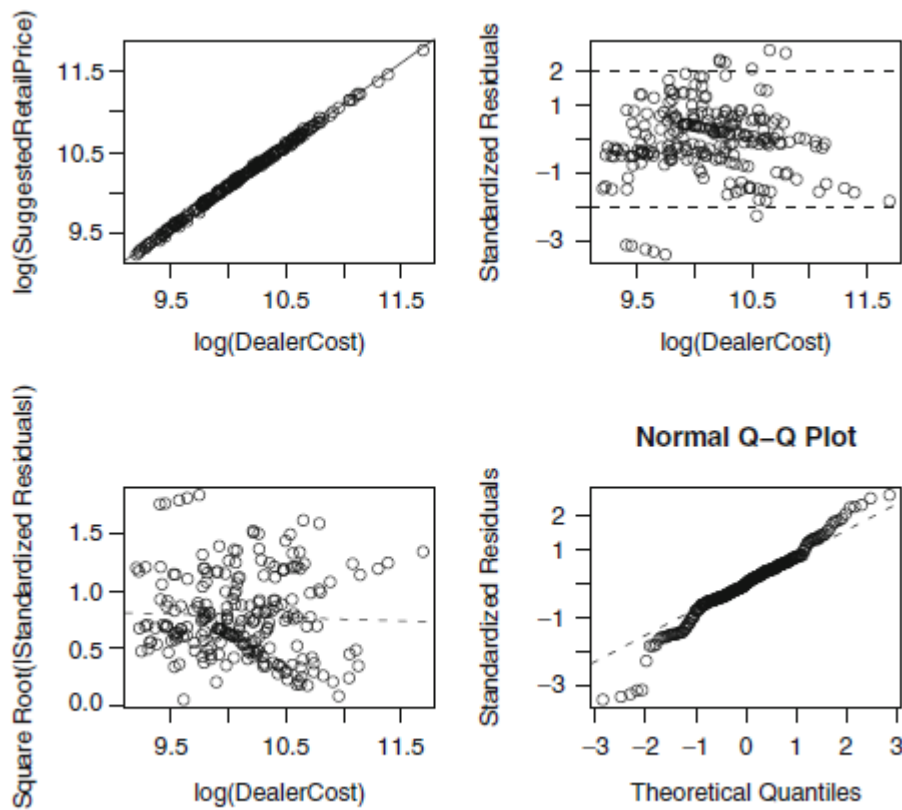 log(SuggestedRetailPrice)
11.5
10.5
9.5
9.5 10.5 11.5
log(DealerCost)
Standardized Residuals
2
1
−1
−3
9.5 10.5 11.5
log(DealerCost)
Square Root(|Standardized Residuals|)
1.5
1.0
0.5
0.0
9.5 10.5 11.5
log(DealerCost)
Normal Q−Q Plot
Standardized Residuals
2
1
−1
−3
−3 −2 −1 0 1 2 3
Theoretical Quantiles